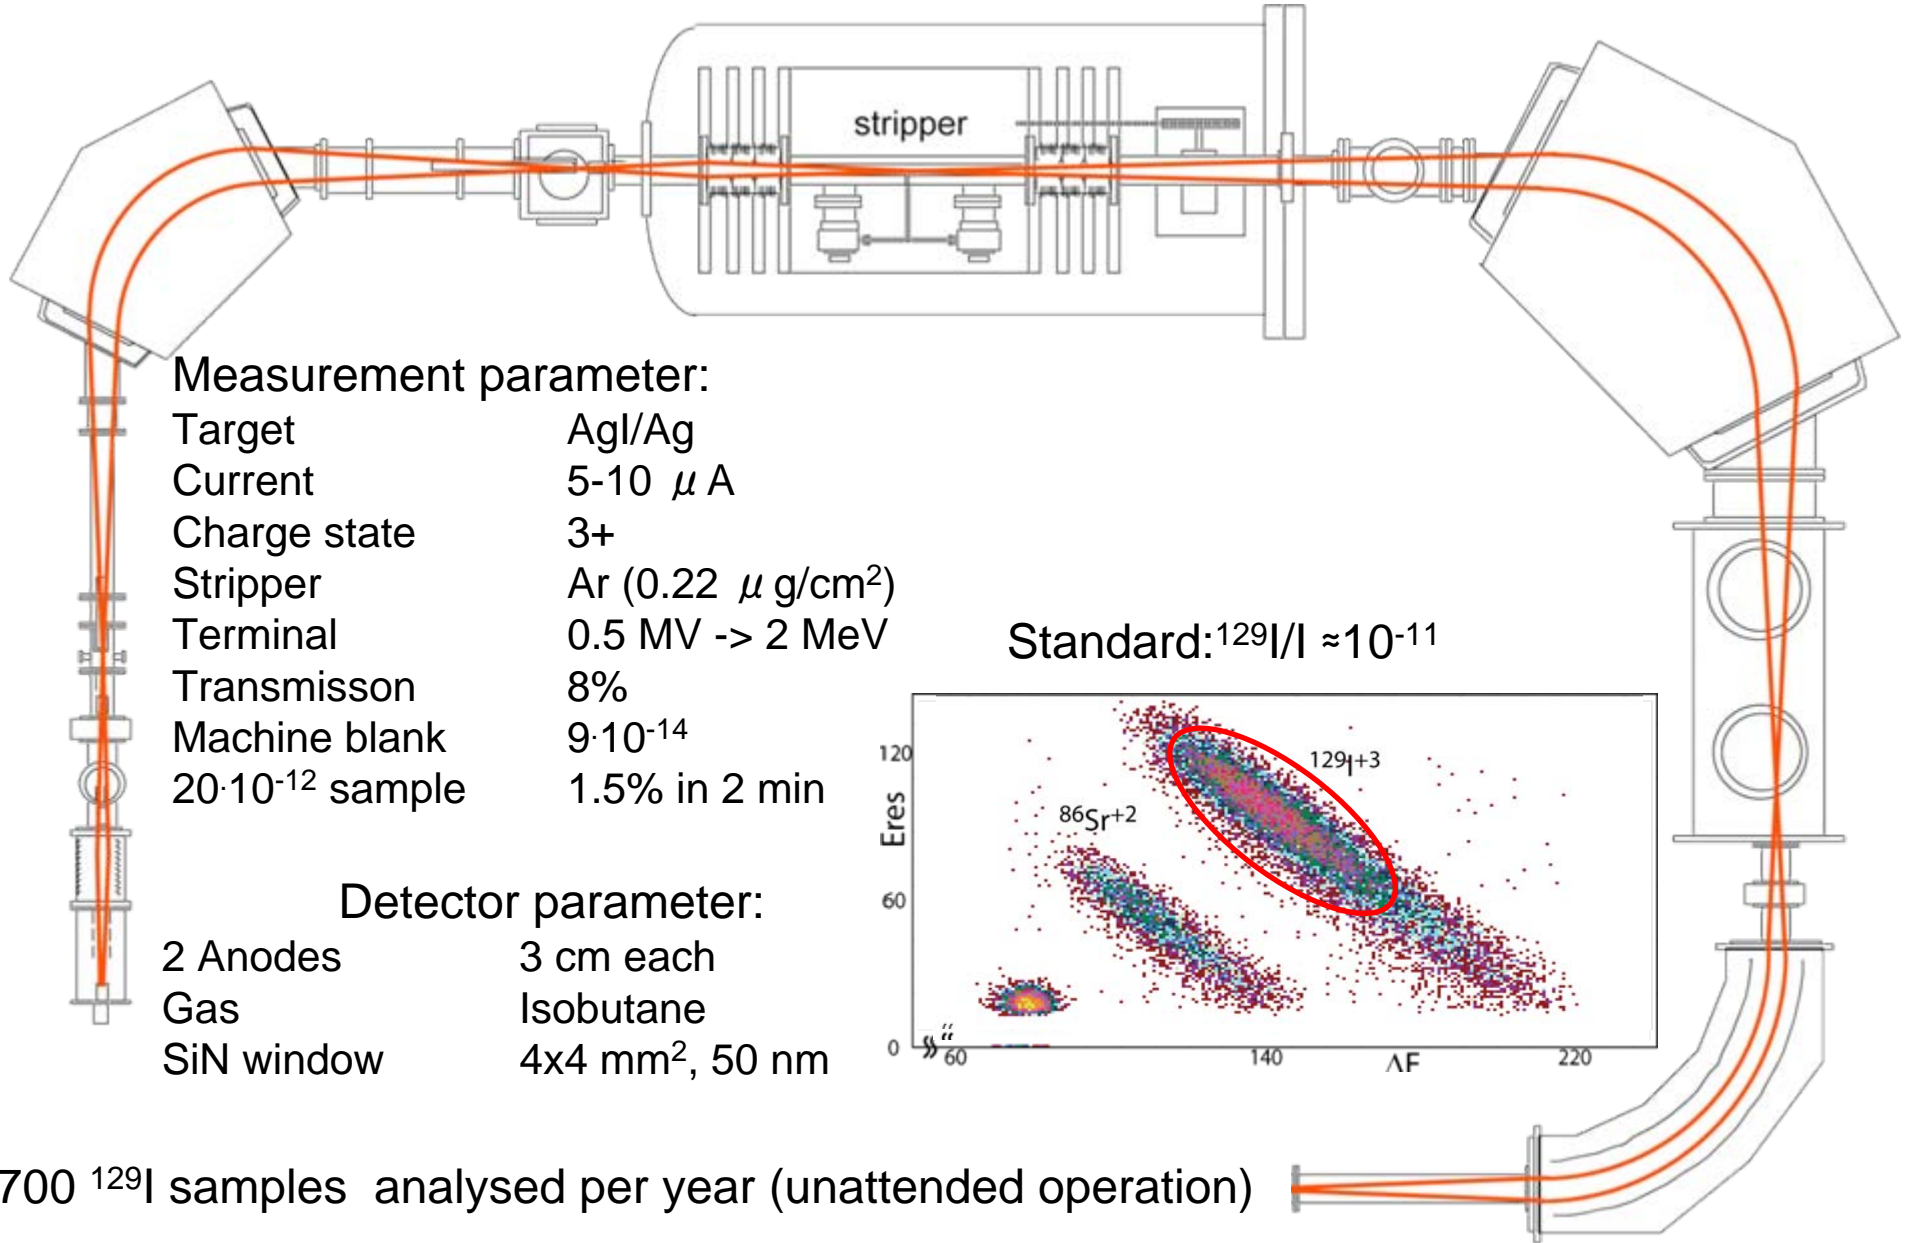 stripper
Measurement parameter:
Target AgI/Ag
Current 5-10 μA
Charge state 3+
Stripper Ar (0.22 μg/cm²)
Terminal 0.5 MV -> 2 MeV
Transmisson 8%
Machine blank 9·10⁻¹⁴
20·10⁻¹² sample 1.5% in 2 min
Standard:¹²⁹I/I ≈10⁻¹¹
Detector parameter:
2 Anodes 3 cm each
Gas Isobutane
SiN window 4x4 mm², 50 nm
120
60
0
Eres
¹²⁹I⁺³
⁸⁶Sr⁺²
60 140 ΔE 220
700 ¹²⁹I samples analysed per year (unattended operation)